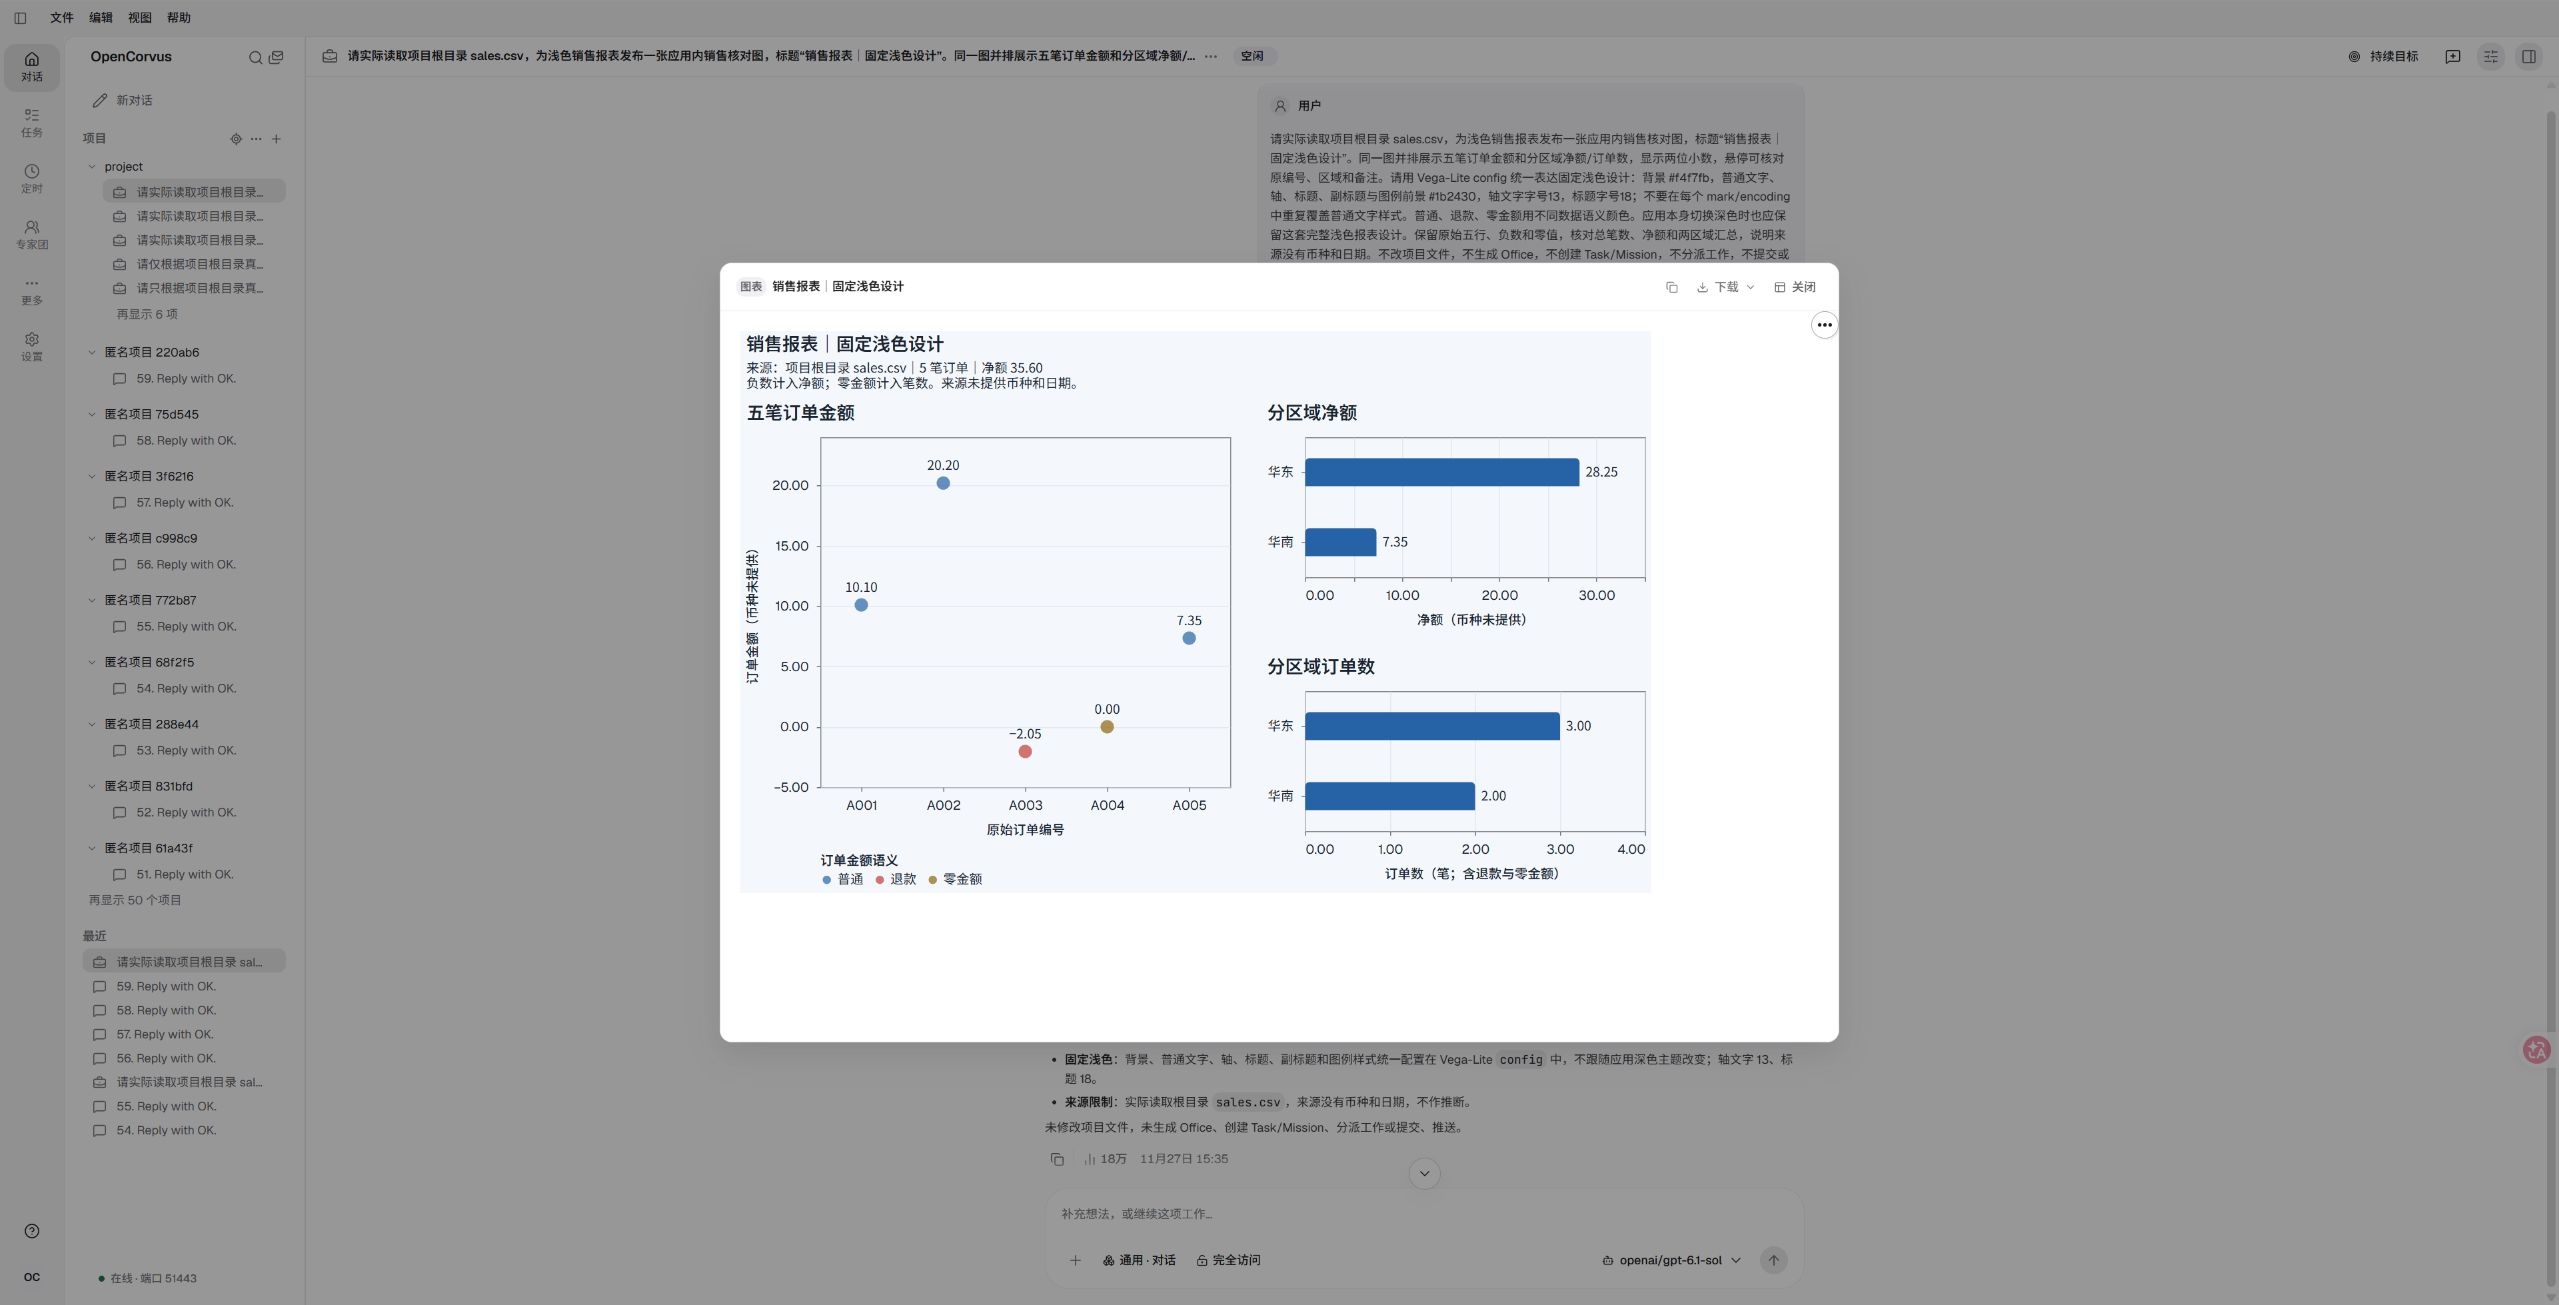 文件 编辑 视图 帮助
对话
任务
定时
专家团
更多
设置
OC
OpenCorvus
新对话
项目
project
请实际读取项目根目录...
请实际读取项目根目录...
请实际读取项目根目录...
请仅根据项目根目录真...
请只根据项目根目录真...
再显示 6 项
匿名项目 220ab6
59. Reply with OK.
匿名项目 75d545
58. Reply with OK.
匿名项目 3f6216
57. Reply with OK.
匿名项目 c998c9
56. Reply with OK.
匿名项目 772b87
55. Reply with OK.
匿名项目 68f2f5
54. Reply with OK.
匿名项目 288e44
53. Reply with OK.
匿名项目 831bfd
52. Reply with OK.
匿名项目 61a43f
51. Reply with OK.
再显示 50 个项目
最近
请实际读取项目根目录 sal...
59. Reply with OK.
58. Reply with OK.
57. Reply with OK.
56. Reply with OK.
请实际读取项目根目录 sal...
55. Reply with OK.
54. Reply with OK.
在线 · 端口 51443
请实际读取项目根目录 sales.csv，为浅色销售报表发布一张应用内销售核对图，标题“销售报表｜固定浅色设计”。同一图并排展示五笔订单金额和分区域净额/... ··· 空闲
持续目标
用户
请实际读取项目根目录 sales.csv，为浅色销售报表发布一张应用内销售核对图，标题“销售报表｜
固定浅色设计”。同一图并排展示五笔订单金额和分区域净额/订单数，显示两位小数，悬停可核对
原编号、区域和备注。请用 Vega-Lite config 统一表达固定浅色设计：背景 #f4f7fb，普通文字、
轴、标题、副标题与图例前景 #1b2430，轴文字字号13，标题字号18；不要在每个 mark/encoding
中重复覆盖普通文字样式。普通、退款、零金额用不同数据语义颜色。应用本身切换深色时也应保
留这套完整浅色报表设计。保留原始五行、负数和零值，核对总笔数、净额和两区域汇总，说明来
源没有币种和日期。不改项目文件，不生成 Office，不创建 Task/Mission，不分派工作，不提交或
图表 销售报表｜固定浅色设计
下载
关闭
销售报表｜固定浅色设计
来源：项目根目录 sales.csv｜5 笔订单｜净额 35.60
负数计入净额；零金额计入笔数。来源未提供币种和日期。
五笔订单金额
订单金额（币种未提供）
20.00
15.00
10.00
5.00
0.00
−5.00
10.10
20.20
−2.05
0.00
7.35
A001 A002 A003 A004 A005
原始订单编号
订单金额语义
普通 退款 零金额
分区域净额
华东 28.25
华南 7.35
0.00 10.00 20.00 30.00
净额（币种未提供）
分区域订单数
华东 3.00
华南 2.00
0.00 1.00 2.00 3.00 4.00
订单数（笔；含退款与零金额）
• 固定浅色：背景、普通文字、轴、标题、副标题和图例样式统一配置在 Vega-Lite config 中，不跟随应用深色主题改变；轴文字 13、标
题 18。
• 来源限制：实际读取根目录 sales.csv，来源没有币种和日期，不作推断。
未修改项目文件，未生成 Office、创建 Task/Mission、分派工作或提交、推送。
18万 11月27日 15:35
补充想法，或继续这项工作...
通用 · 对话 完全访问
openai/gpt-6.1-sol